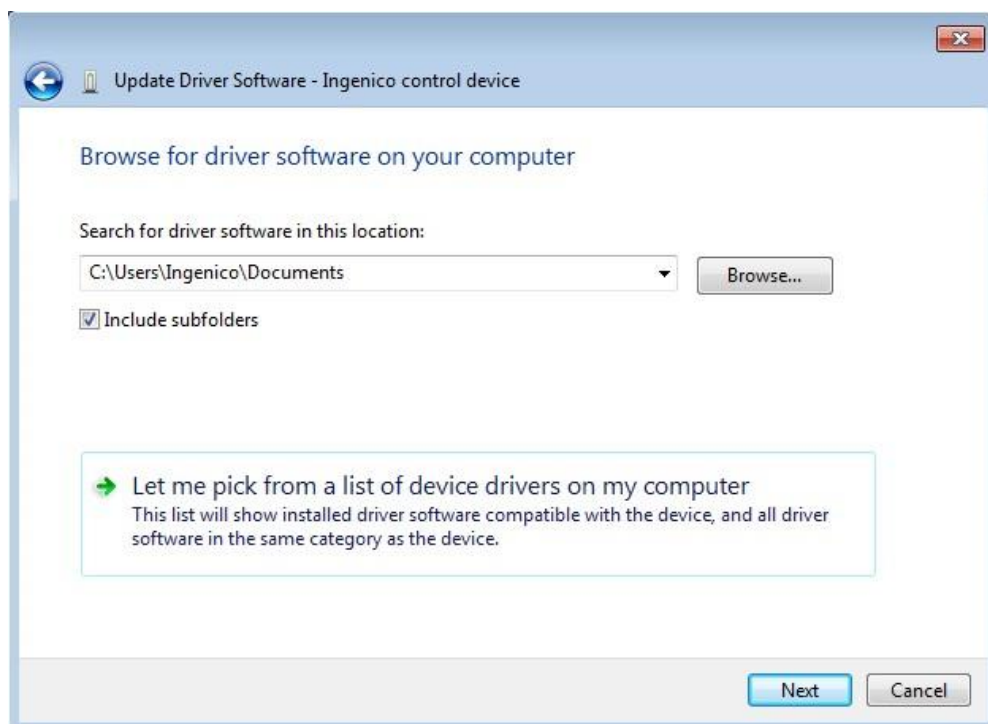 Update Driver Software - Ingenico control device
Browse for driver software on your computer
Search for driver software in this location:
C:\Users\Ingenico\Documents
Browse...
Include subfolders
Let me pick from a list of device drivers on my computer
This list will show installed driver software compatible with the device, and all driver
software in the same category as the device.
Next
Cancel